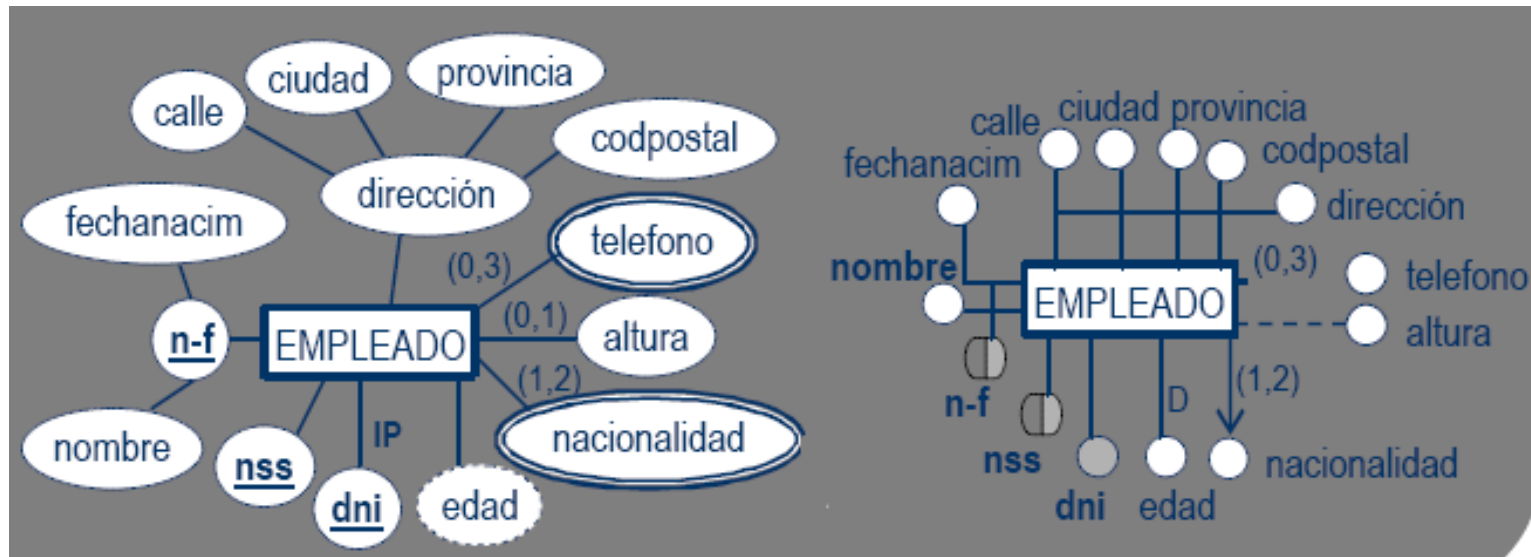 ciudad
provincia
calle
codpostal
dirección
fechanacim
telefono
(0,3)
(0,1)
n-f
EMPLEADO
altura
(1,2)
nombre
IP
nacionalidad
nss
dni
edad
ciudad provincia
calle
codpostal
fechanacim
dirección
nombre
(0,3)
telefono
EMPLEADO
altura
n-f
D
(1,2)
nss
nacionalidad
dni
edad